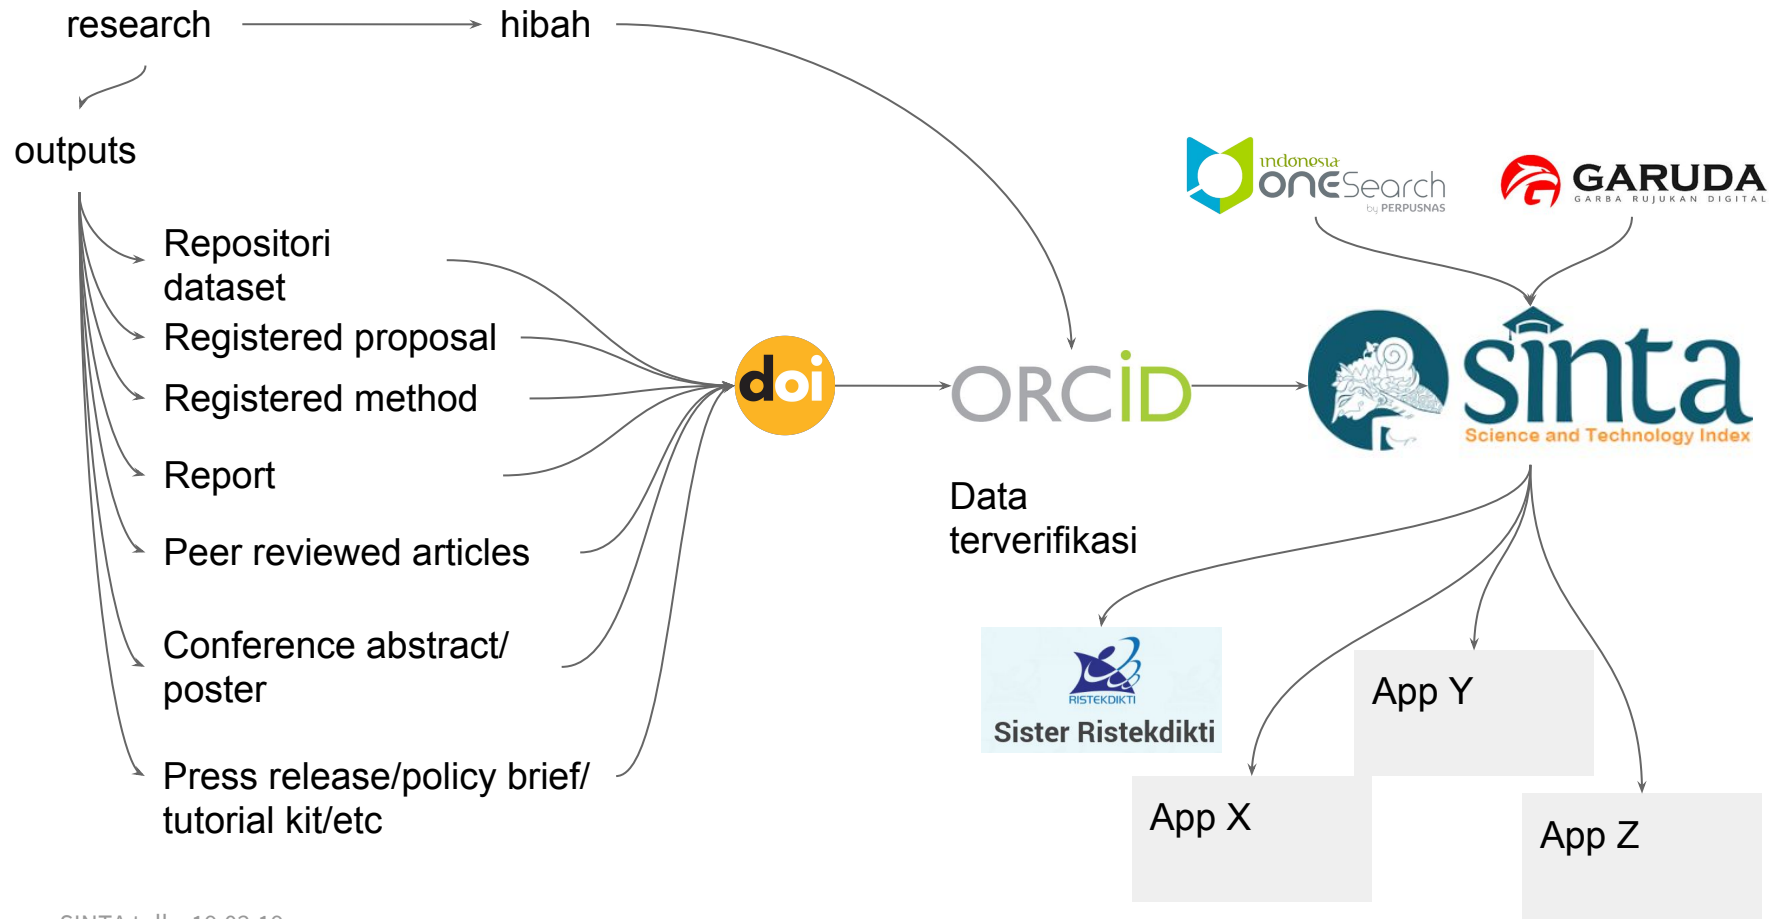 research
hibah
outputs
Repositori
dataset
Registered proposal
Registered method
Report
Peer reviewed articles
Conference abstract/
poster
Press release/policy brief/
tutorial kit/etc
doi
ORCID
Data
terverifikasi
indonesia
OneSearch
by PERPUSNAS
GARUDA
GARBA RUJUKAN DIGITAL
sinta
Science and Technology Index
RISTEKDIKTI
Sister Ristekdikti
App Y
App X
App Z